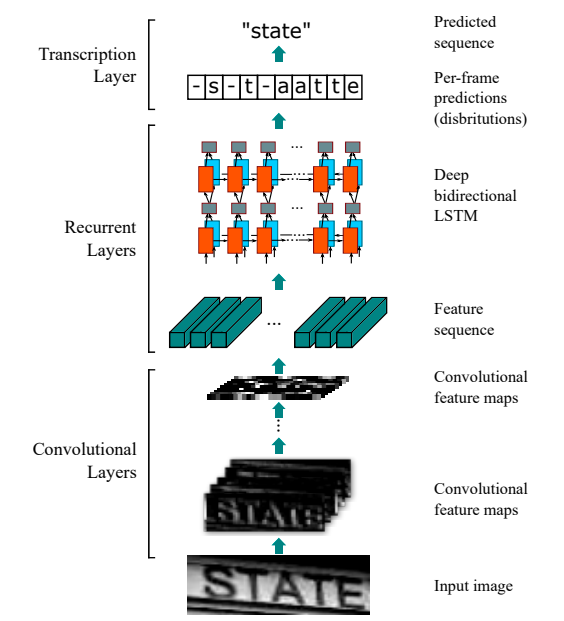 "state"
Predicted
sequence
Transcription
Layer
- s - t - a a t t e
Per-frame
predictions
(disbritutions)
Recurrent
Layers
...
Deep
bidirectional
LSTM
...
Feature
sequence
Convolutional
feature maps
Convolutional
Layers
STATE
Convolutional
feature maps
STATE
Input image